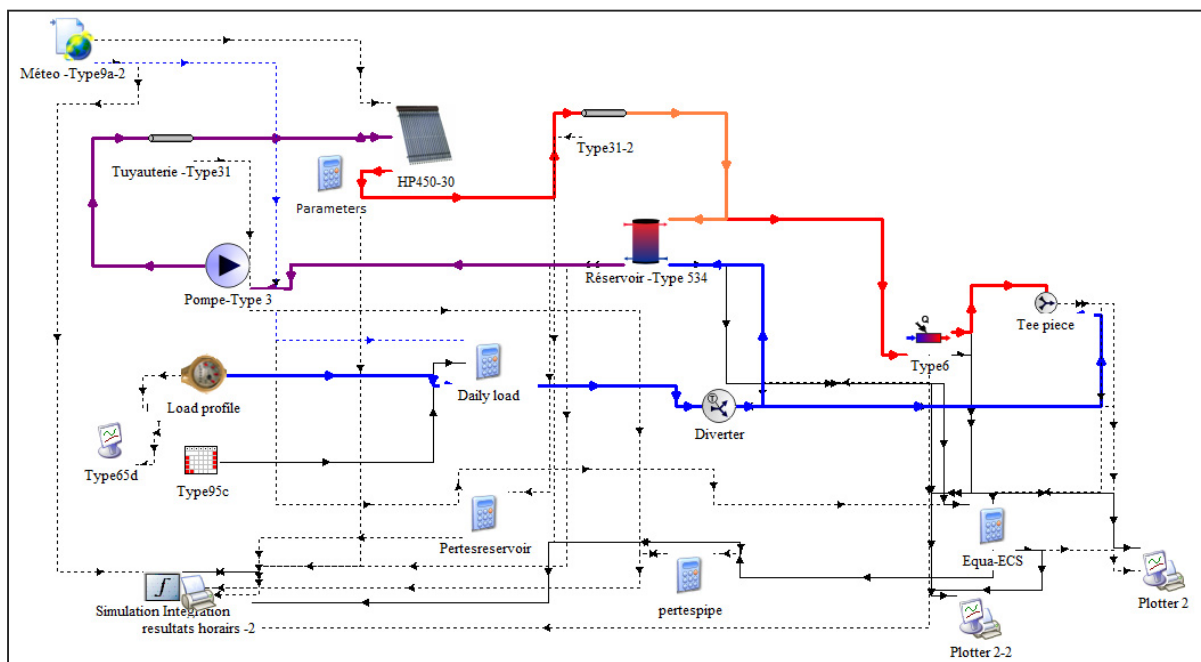 Méteo -Type9a-2
Tuyauterie -Type31
Parameters
HP450-30
Type31-2
Pompe-Type 3
Réservoir -Type 534
Q
Type6
Tee piece
Load profile
Daily load
T
Diverter
Type65d
Type95c
Pertesreservoir
pertespipe
Equa-ECS
Simulation Integration
resultats horairs -2
Plotter 2
Plotter 2-2